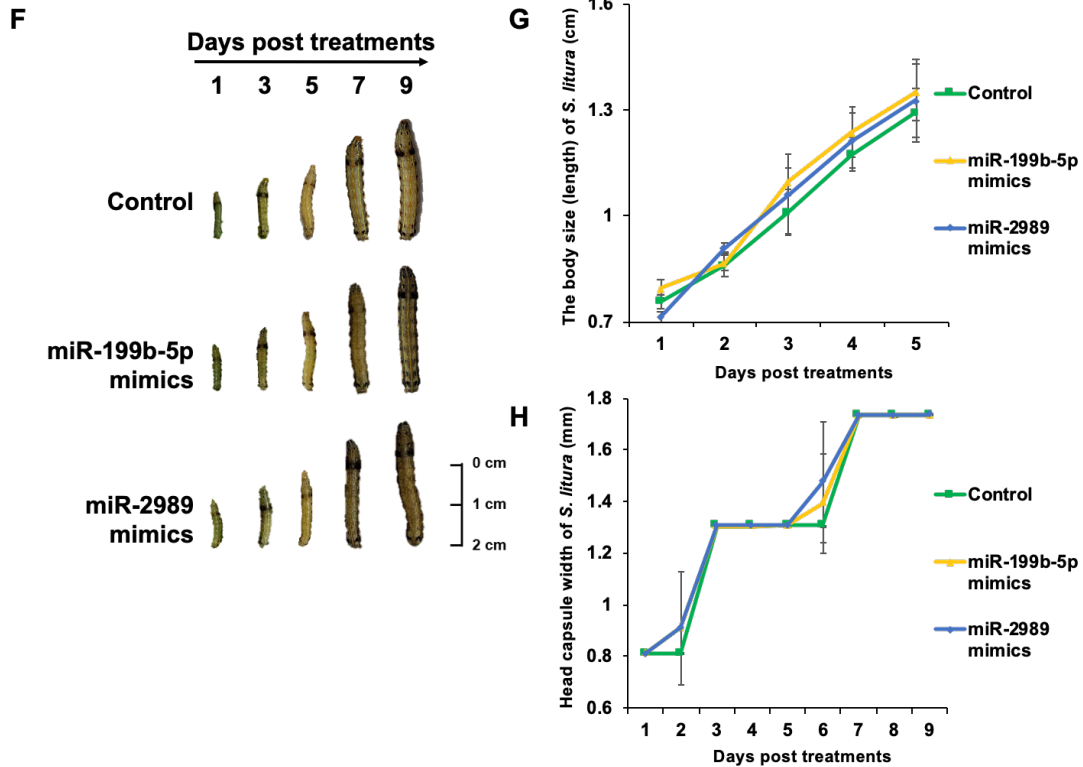 F
Days post treatments
1 3 5 7 9
Control
miR-199b-5p
mimics
miR-2989
mimics
0 cm
1 cm
2 cm
G
The body size (length) of S. litura (cm)
1.6
1.3
1
0.7
1 2 3 4 5
Days post treatments
Control
miR-199b-5p
mimics
miR-2989
mimics
H
Head capsule width of S. litura (mm)
1.8
1.6
1.4
1.2
1
0.8
0.6
1 2 3 4 5 6 7 8 9
Days post treatments
Control
miR-199b-5p
mimics
miR-2989
mimics